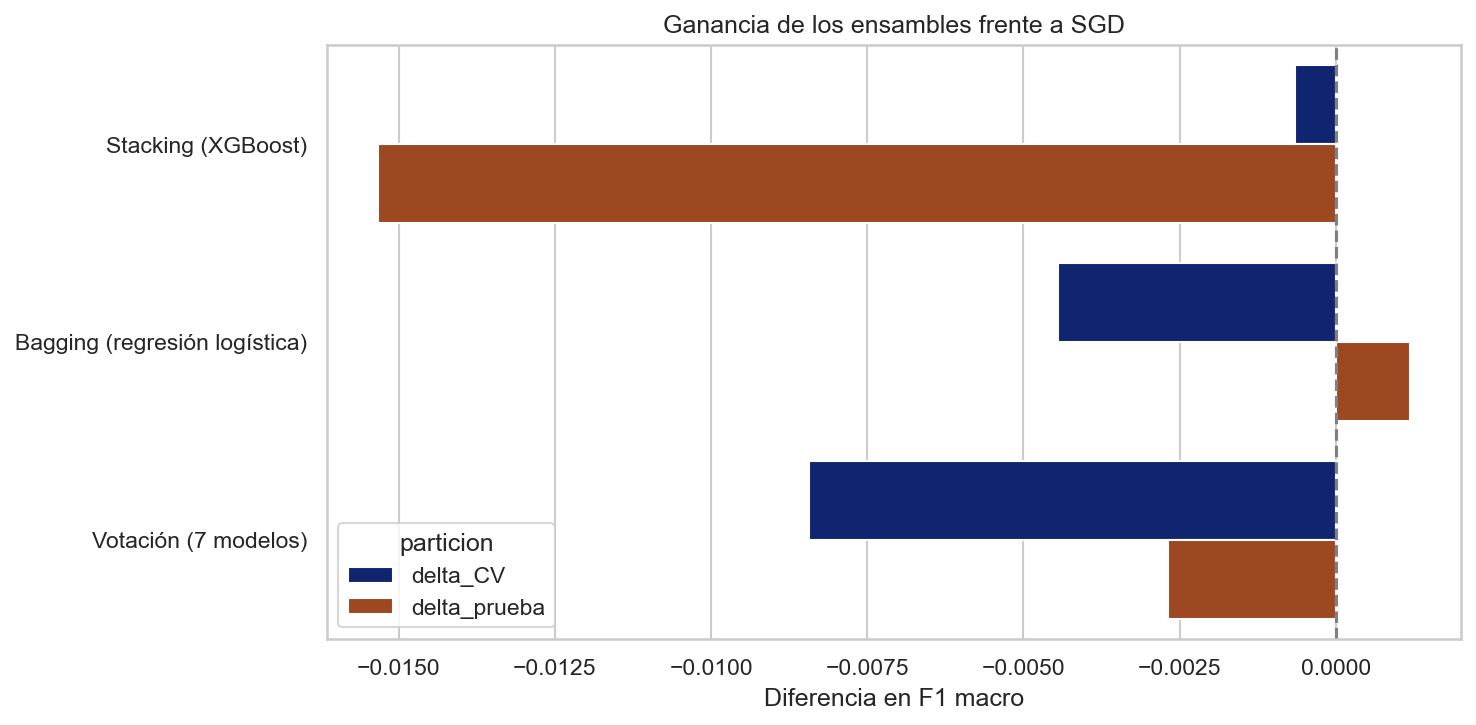 Ganancia de los ensambles frente a SGD
Stacking (XGBoost)
Bagging (regresión logística)
Votación (7 modelos)
particion
delta_CV
delta_prueba
−0.0150 −0.0125 −0.0100 −0.0075 −0.0050 −0.0025 0.0000
Diferencia en F1 macro